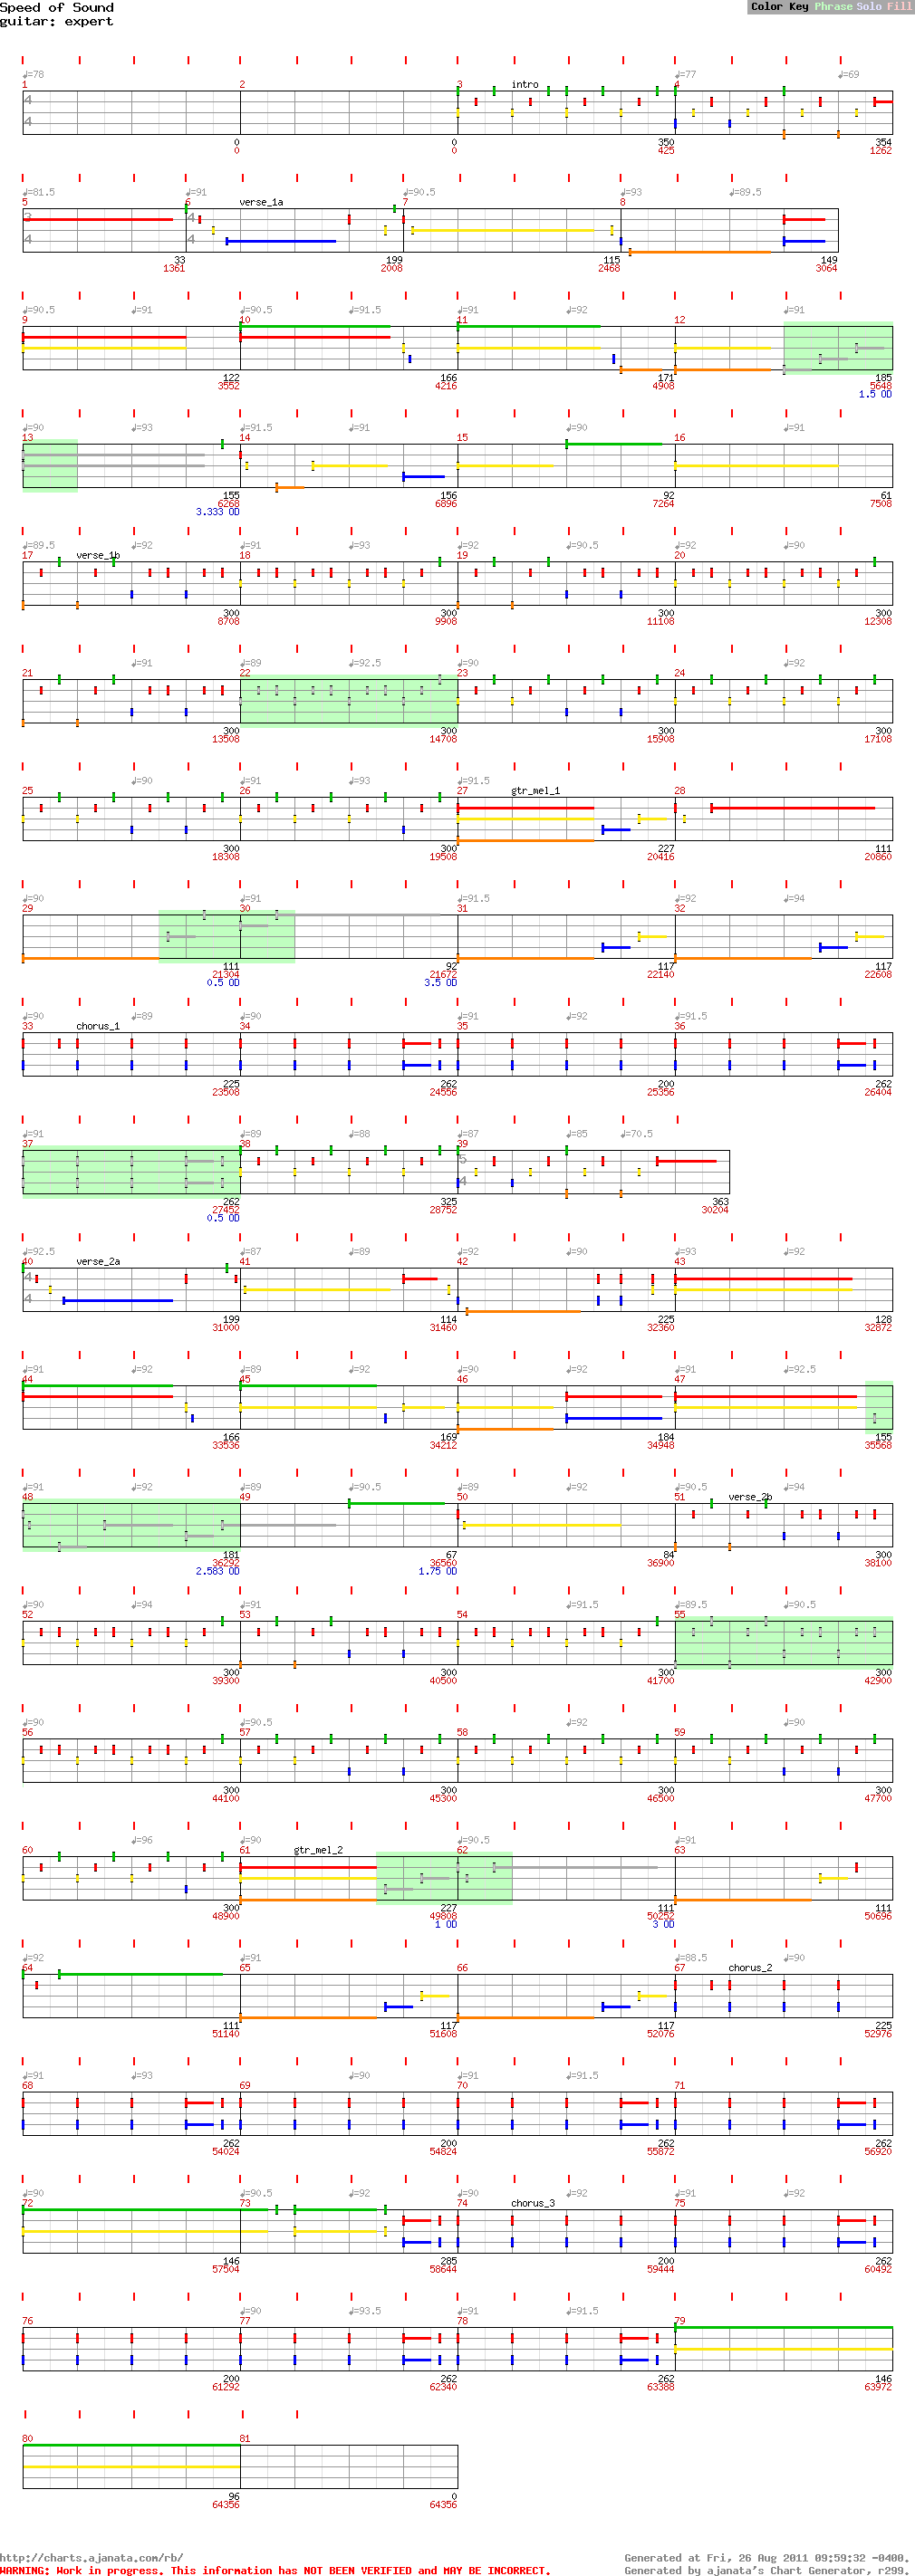 Speed of Sound
guitar: expert
Color Key Phrase Solo Fill
♩=78 ♩=77 ♩=69
1 2 3 intro 4
4
4
0 0 350 354
0 0 425 1262
♩=81.5 ♩=91 ♩=90.5 ♩=93 ♩=89.5
5 6 verse_1a 7 8
3 4
4 4
33 199 115 149
1361 2008 2468 3064
♩=90.5 ♩=91 ♩=90.5 ♩=91.5 ♩=91 ♩=92 ♩=91
9 10 11 12
122 166 171 185
3552 4216 4908 5648
1.5 OD
♩=90 ♩=93 ♩=91.5 ♩=91 ♩=90 ♩=91
13 14 15 16
155 156 92 61
6268 6896 7264 7508
3.333 OD
♩=89.5 ♩=92 ♩=91 ♩=93 ♩=92 ♩=90.5 ♩=92 ♩=90
17 verse_1b 18 19 20
300 300 300 300
8708 9908 11108 12308
♩=91 ♩=89 ♩=92.5 ♩=90 ♩=92
21 22 23 24
300 300 300 300
13508 14708 15908 17108
♩=90 ♩=91 ♩=93 ♩=91.5
25 26 27 gtr_mel_1 28
300 300 227 111
18308 19508 20416 20860
♩=90 ♩=91 ♩=91.5 ♩=92 ♩=94
29 30 31 32
111 92 117 117
21304 21672 22140 22608
0.5 OD 3.5 OD
♩=90 ♩=89 ♩=90 ♩=91 ♩=92 ♩=91.5
33 chorus_1 34 35 36
225 262 200 262
23508 24556 25356 26404
♩=91 ♩=89 ♩=88 ♩=87 ♩=85 ♩=70.5
37 38 39
5
4
262 325 363
27452 28752 30204
0.5 OD
♩=92.5 ♩=87 ♩=89 ♩=92 ♩=90 ♩=93 ♩=92
40 verse_2a 41 42 43
4
4
199 114 225 128
31000 31460 32360 32872
♩=91 ♩=92 ♩=89 ♩=92 ♩=90 ♩=92 ♩=91 ♩=92.5
44 45 46 47
166 169 184 155
33536 34212 34948 35568
♩=91 ♩=92 ♩=89 ♩=90.5 ♩=89 ♩=92 ♩=90.5 ♩=94
48 49 50 51 verse_2b
181 67 84 300
36292 36560 36900 38100
2.583 OD 1.75 OD
♩=90 ♩=94 ♩=91 ♩=91.5 ♩=89.5 ♩=90.5
52 53 54 55
300 300 300 300
39300 40500 41700 42900
♩=90 ♩=90.5 ♩=92 ♩=90
56 57 58 59
300 300 300 300
44100 45300 46500 47700
♩=96 ♩=90 ♩=90.5 ♩=91
60 61 gtr_mel_2 62 63
300 227 111 111
48900 49808 50252 50696
1 OD 3 OD
♩=92 ♩=91 ♩=88.5 ♩=90
64 65 66 67 chorus_2
111 117 117 225
51140 51608 52076 52976
♩=91 ♩=93 ♩=90 ♩=91 ♩=91.5
68 69 70 71
262 200 262 262
54024 54824 55872 56920
♩=90 ♩=90.5 ♩=92 ♩=90 ♩=91 ♩=92
72 73 74 chorus_3 75
146 285 200 262
57504 58644 59444 60492
♩=90 ♩=93.5 ♩=91 ♩=91.5
76 77 78 79
200 262 262 146
61292 62340 63388 63972
80 81
96 0
64356 64356
http://charts.ajanata.com/rb/
Generated at Fri, 26 Aug 2011 09:59:32 -0400.
WARNING: Work in progress. This information has NOT BEEN VERIFIED and MAY BE INCORRECT.
Generated by ajanata's Chart Generator, r299.